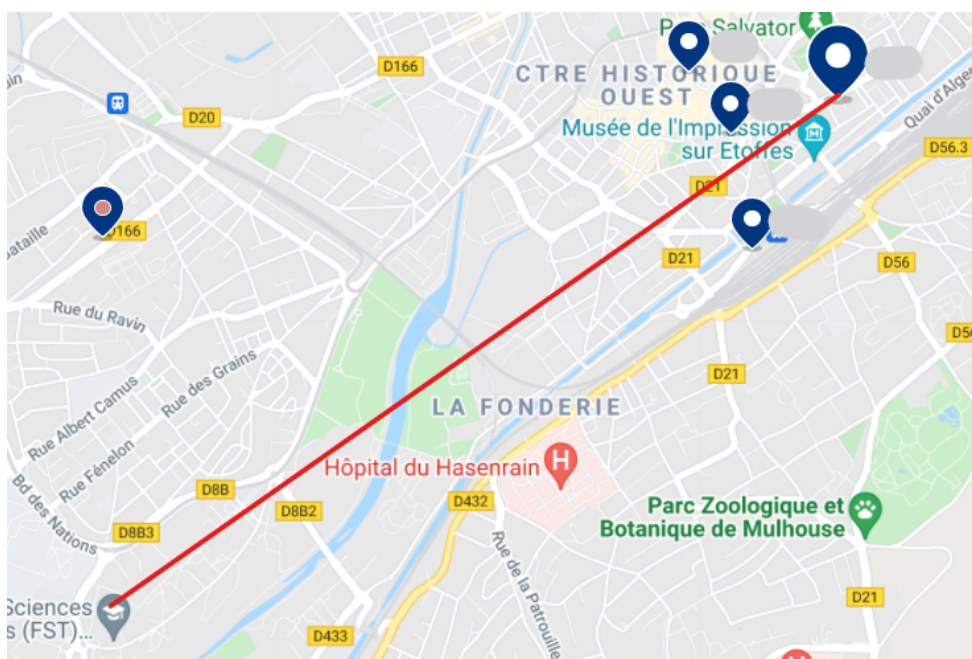 Parc Salvator
D166
CTRE HISTORIQUE
OUEST
D20
Quai d'Alger
Musée de l'Impression
sur Etoffes
D56.3
D21
D166
Bataille
D21
D56
Rue du Ravin
D21
Rue des Grains
Rue Albert Camus
LA FONDERIE
Rue Fénelon
Hôpital du Hasenrain
H
D8B
D432
Bd des Nations
D8B2
Parc Zoologique et
Botanique de Mulhouse
D8B3
Rue de la Patrouille
D21
Sciences
s (FST)...
D433